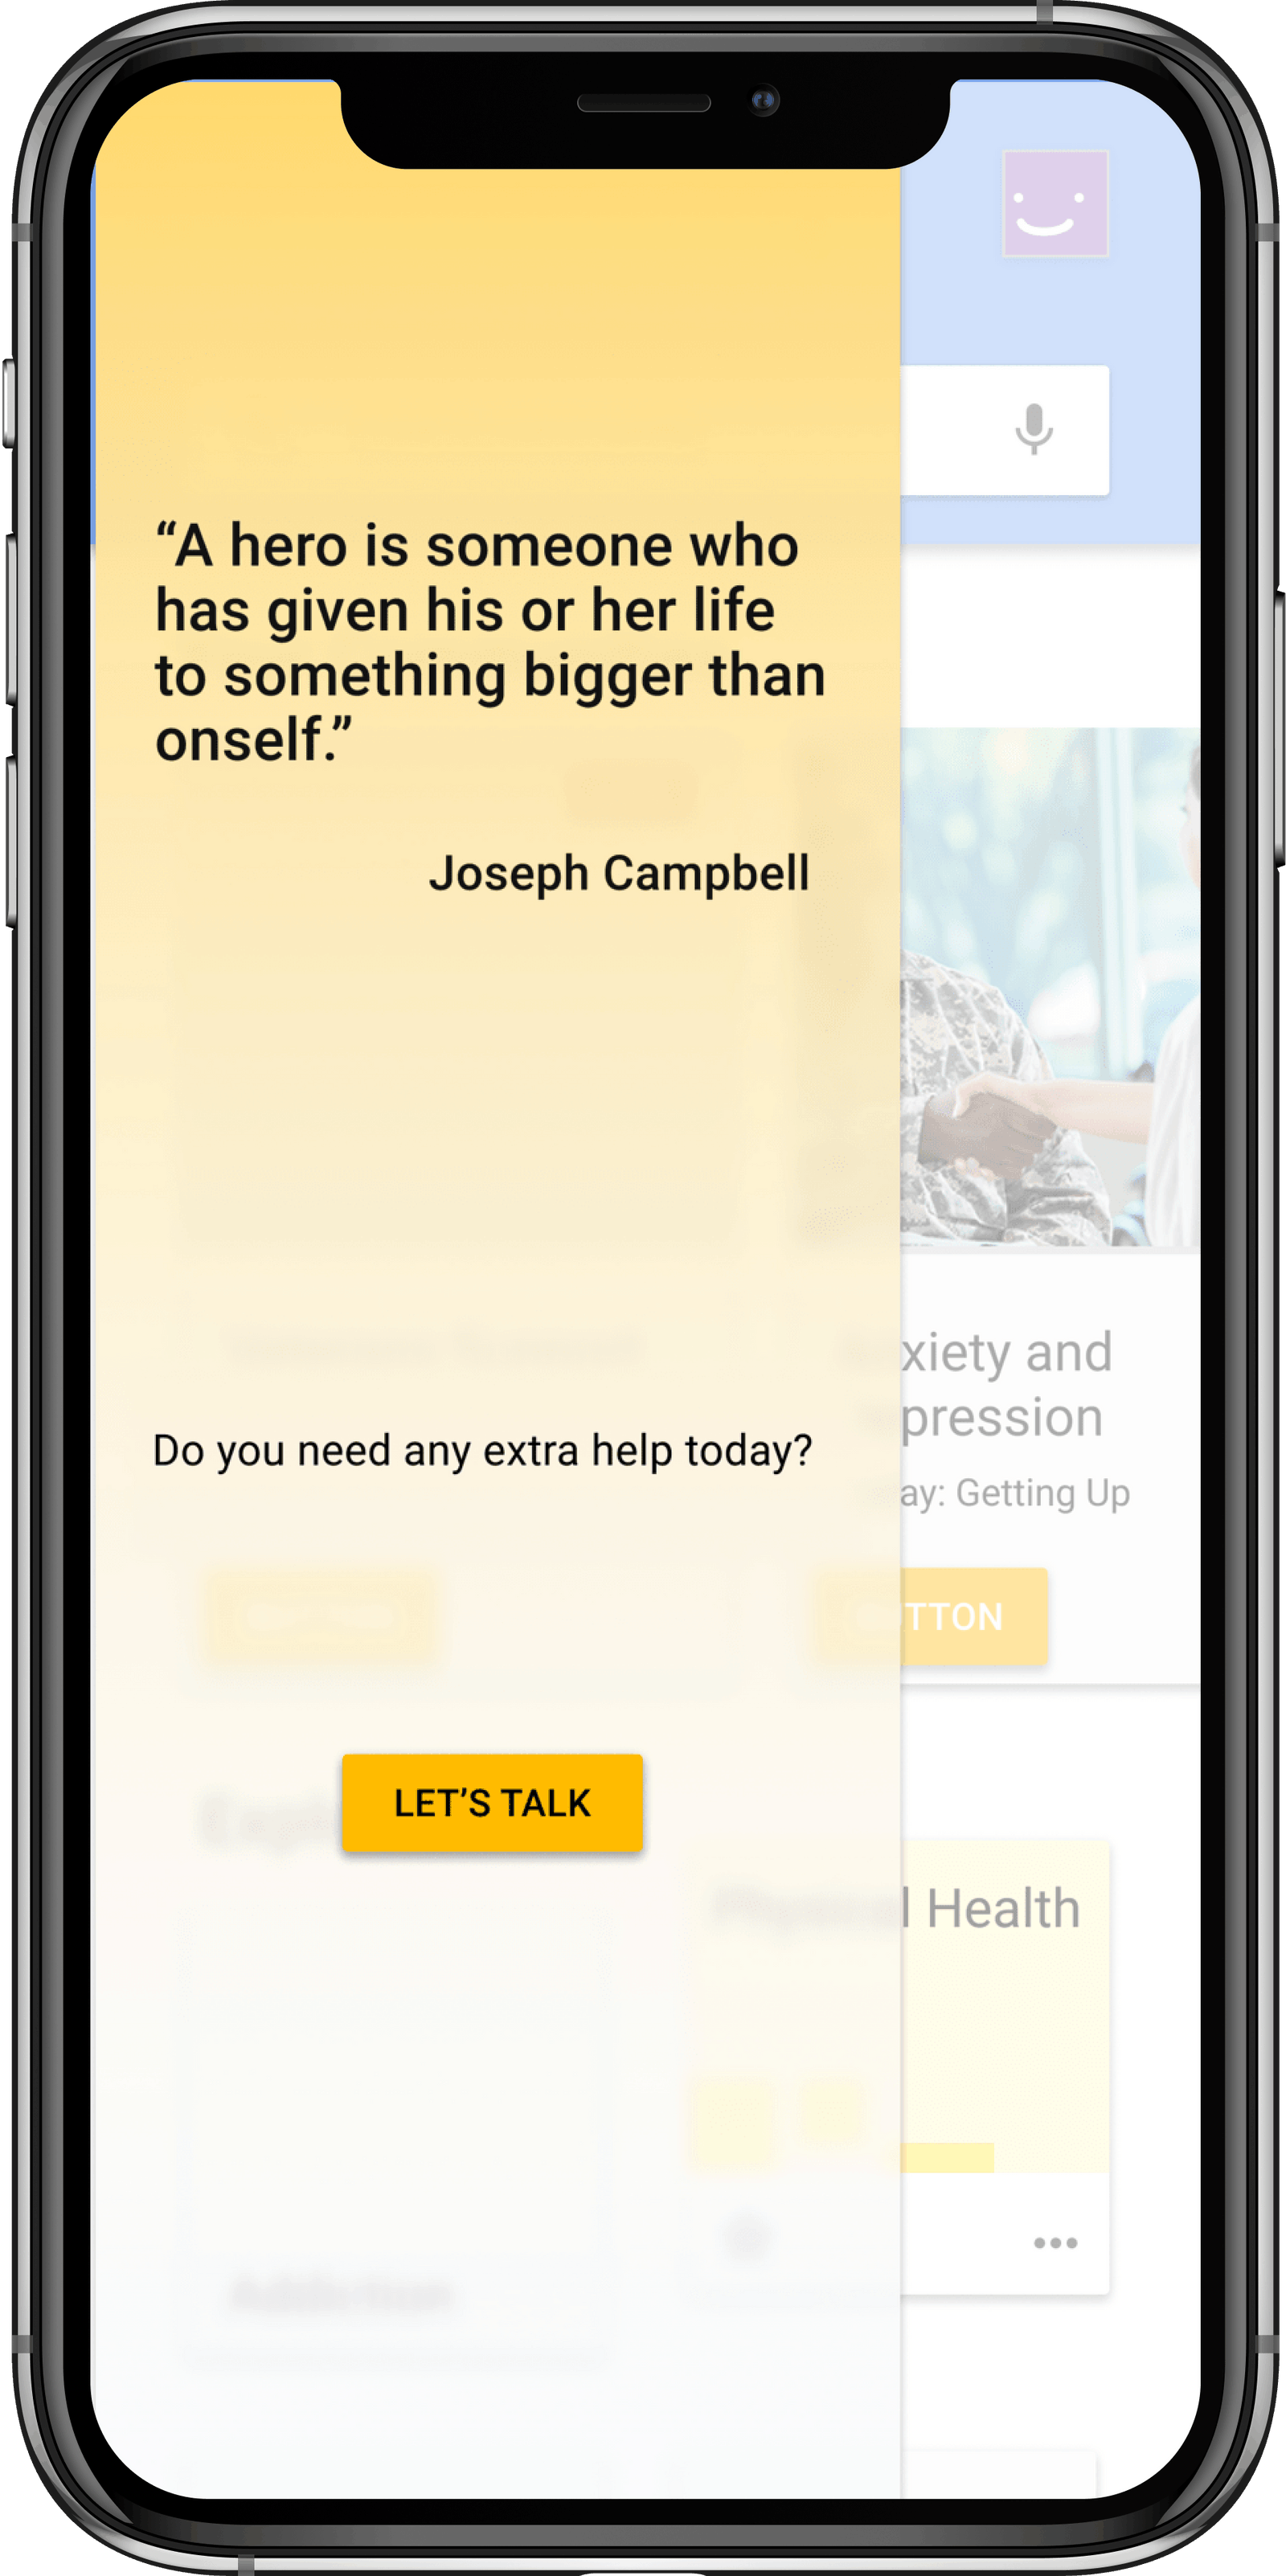 “A hero is someone who
has given his or her life
to something bigger than
onself.”
Joseph Campbell
xiety and
pression
ay: Getting Up
Do you need any extra help today?
TTON
LET’S TALK
l Health